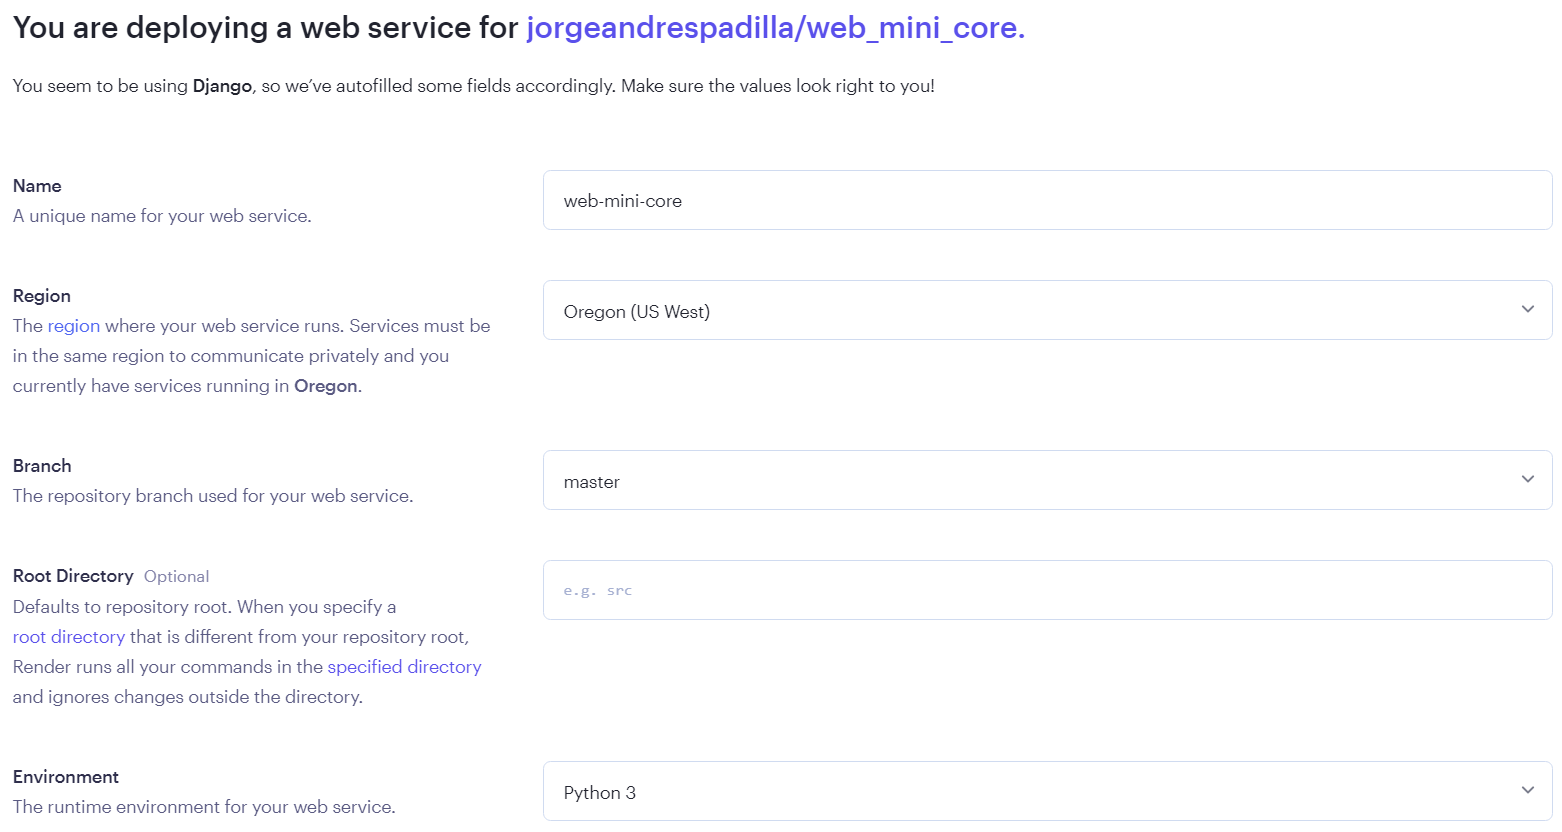 You are deploying a web service for jorgeandrespadilla/web_mini_core.
You seem to be using Django, so we’ve autofilled some fields accordingly. Make sure the values look right to you!
Name
A unique name for your web service.
web-mini-core
Region
The region where your web service runs. Services must be
in the same region to communicate privately and you
currently have services running in Oregon.
Oregon (US West)
Branch
The repository branch used for your web service.
master
Root Directory Optional
Defaults to repository root. When you specify a
root directory that is different from your repository root,
Render runs all your commands in the specified directory
and ignores changes outside the directory.
e.g. src
Environment
The runtime environment for your web service.
Python 3